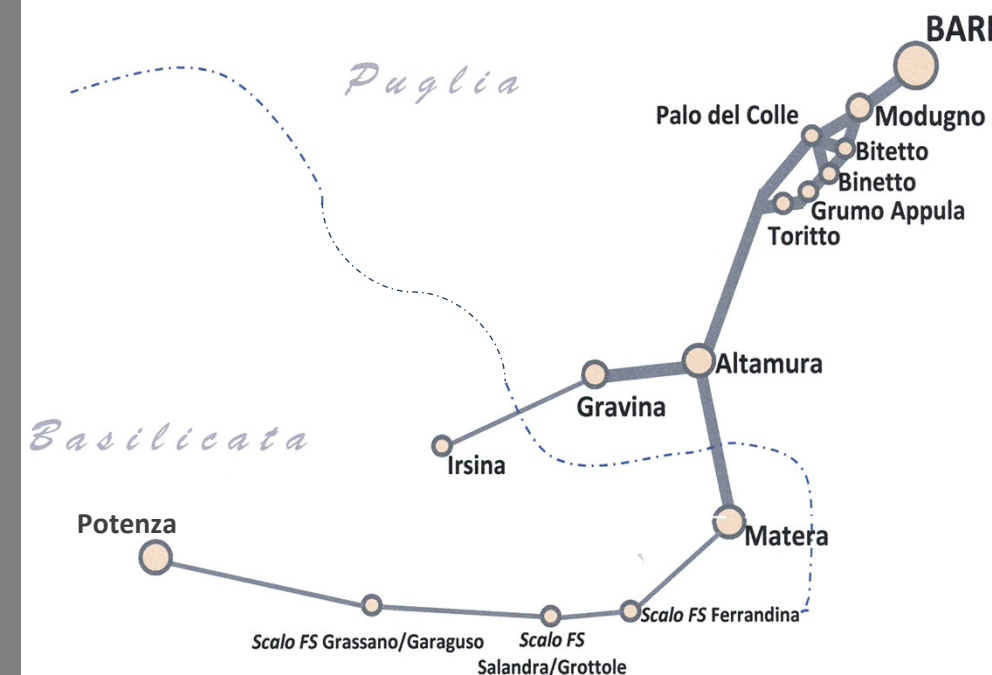 BARI
Puglia
Palo del Colle
Modugno
Bitetto
Binetto
Grumo Appula
Toritto
Altamura
Gravina
Basilicata
Irsina
Potenza
Matera
Scalo FS Ferrandina
Scalo FS Grassano/Garaguso
Scalo FS
Salandra/Grottole